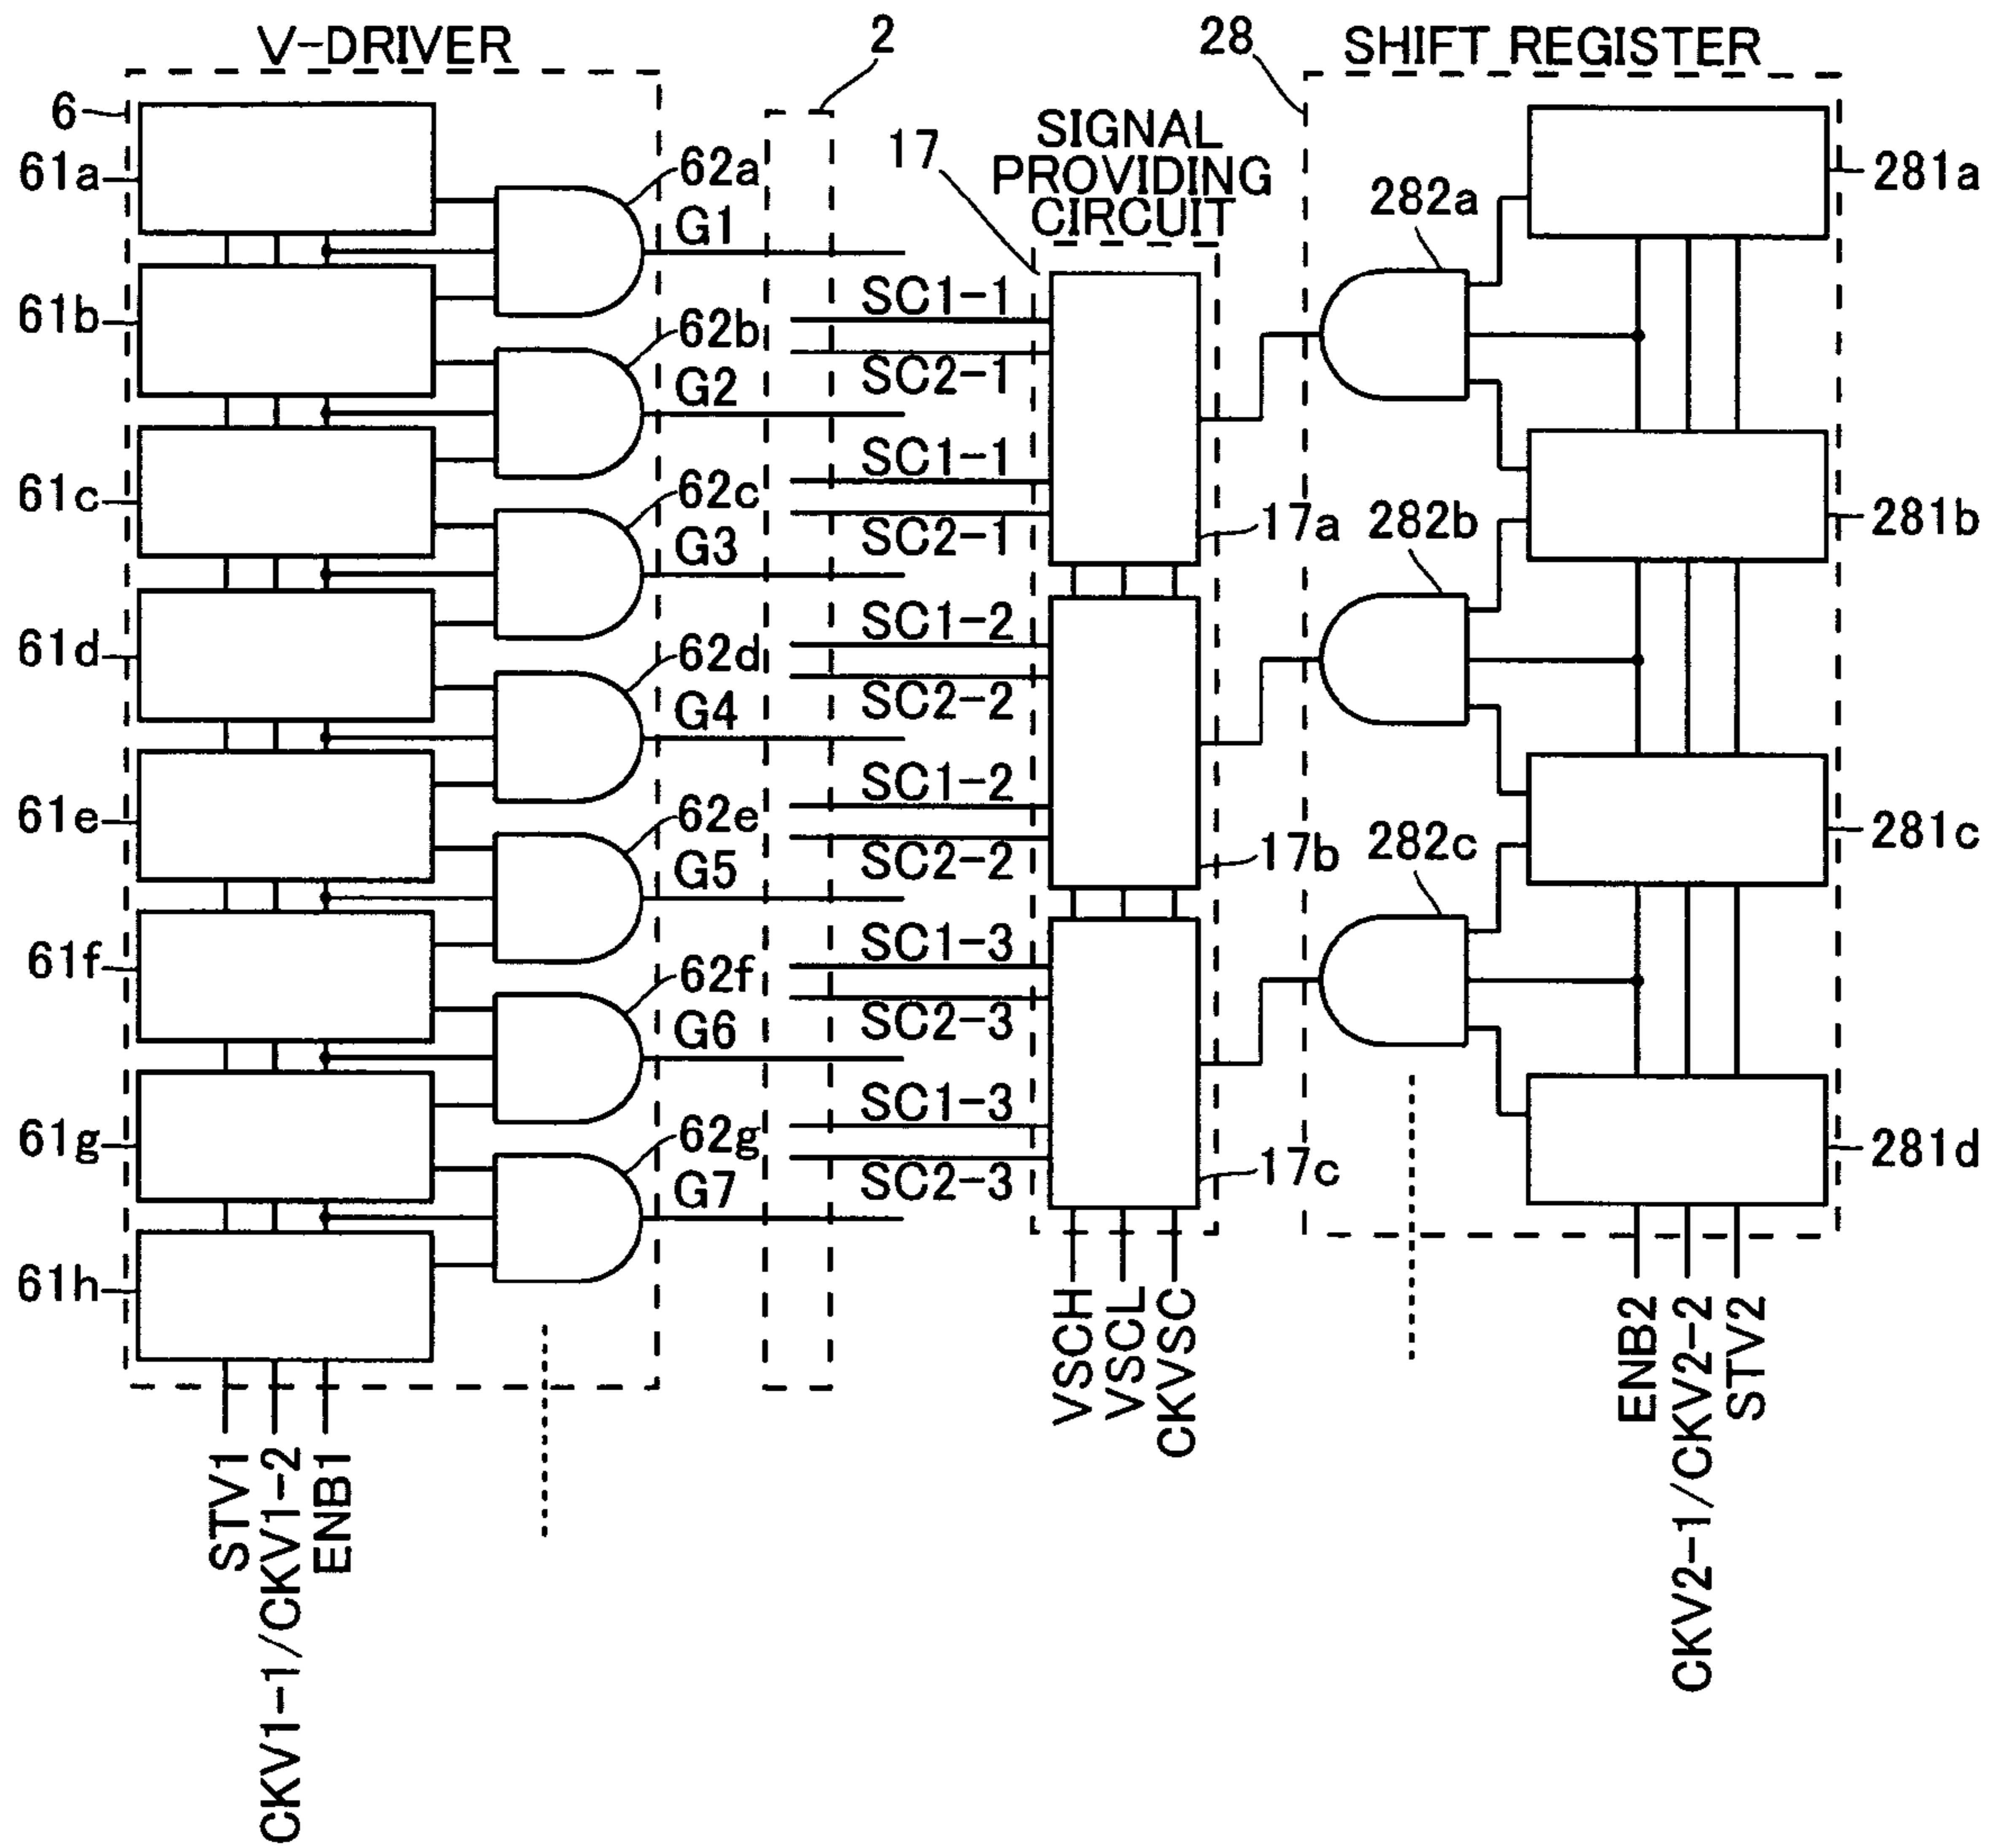 V-DRIVER
2
28
SHIFT REGISTER
6
61a
62a
G1
61b
62b
G2
61c
62c
G3
61d
62d
G4
61e
62e
G5
61f
62f
G6
61g
62g
G7
61h
STV1
CKV1-1/CKV1-2
ENB1
17
SIGNAL
PROVIDING
CIRCUIT
SC1-1
SC2-1
SC1-1
SC2-1
17a
SC1-2
SC2-2
SC1-2
SC2-2
17b
SC1-3
SC2-3
SC1-3
SC2-3
17c
VSCH
VSCL
CKVSC
282a
281a
282b
281b
282c
281c
281d
ENB2
CKV2-1/CKV2-2
STV2